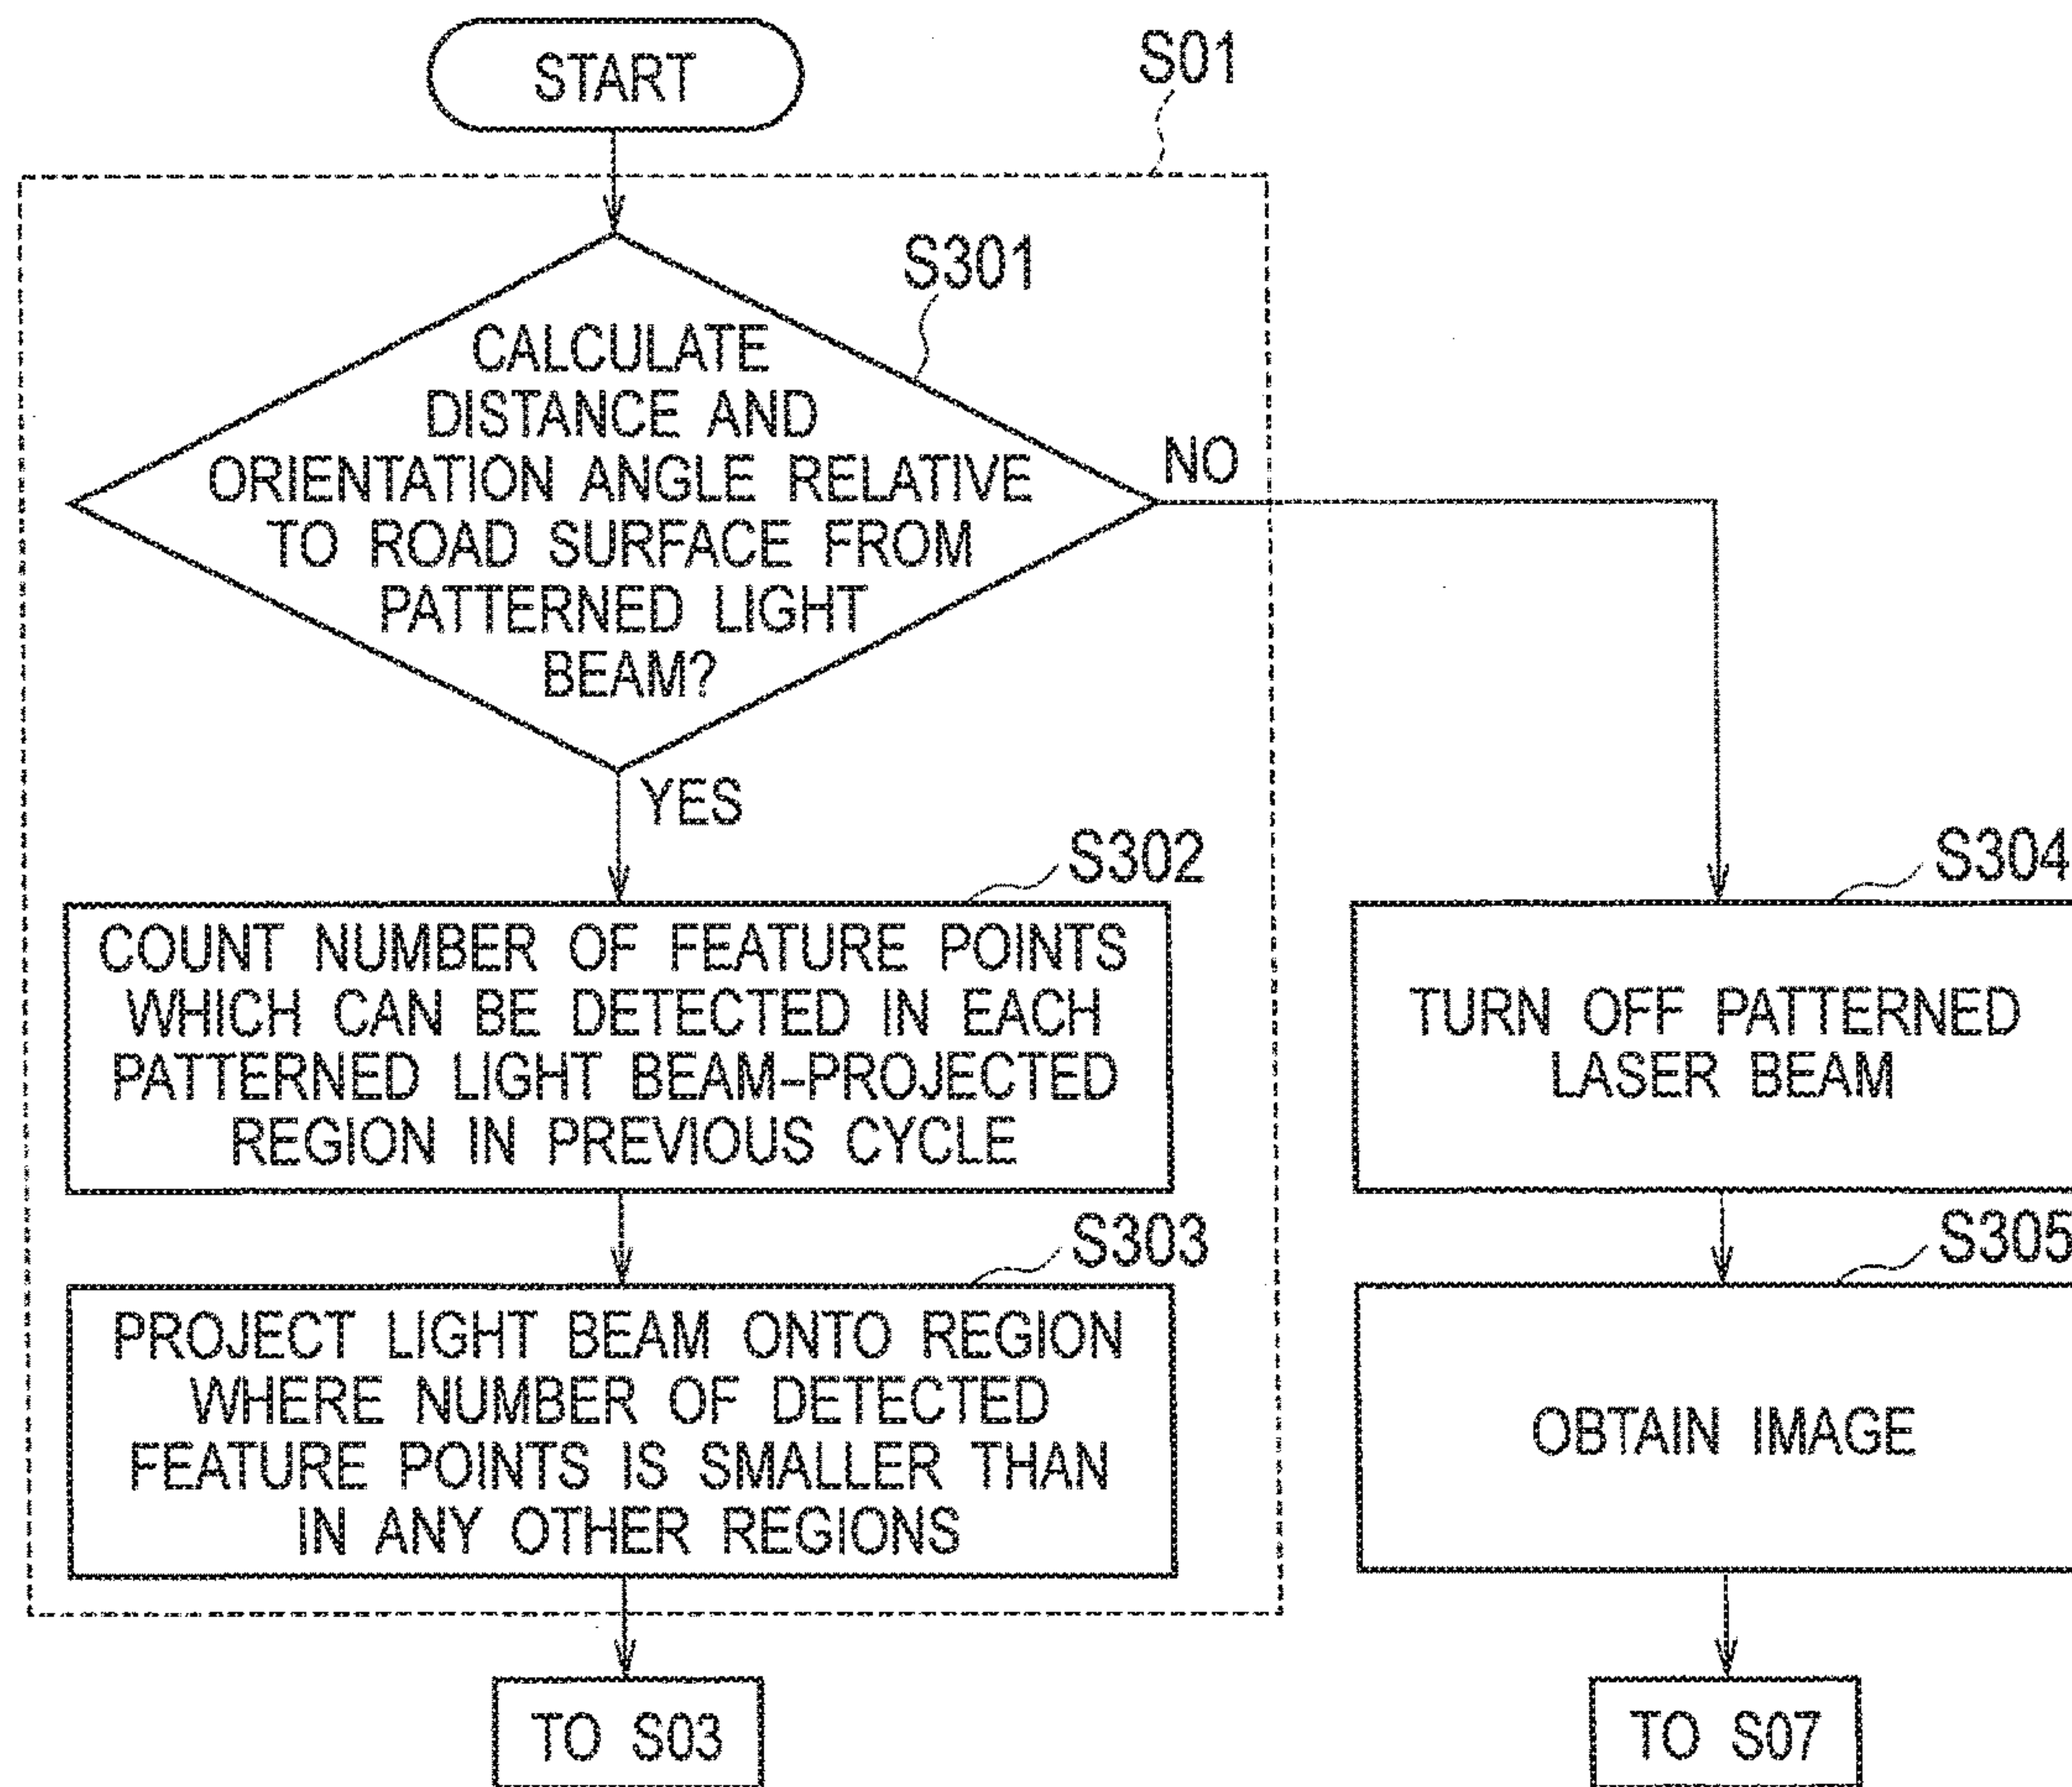 START
S01
S301
CALCULATE
DISTANCE AND
ORIENTATION ANGLE RELATIVE
TO ROAD SURFACE FROM
PATTERNED LIGHT
BEAM?
NO
YES
S302
COUNT NUMBER OF FEATURE POINTS
WHICH CAN BE DETECTED IN EACH
PATTERNED LIGHT BEAM-PROJECTED
REGION IN PREVIOUS CYCLE
S303
PROJECT LIGHT BEAM ONTO REGION
WHERE NUMBER OF DETECTED
FEATURE POINTS IS SMALLER THAN
IN ANY OTHER REGIONS
TO S03
S304
TURN OFF PATTERNED
LASER BEAM
S305
OBTAIN IMAGE
TO S07